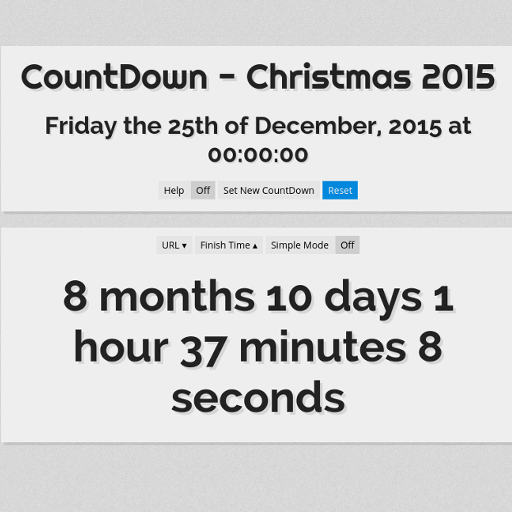 CountDown - Christmas 2015
Friday the 25th of December, 2015 at
00:00:00
Help Off Set New CountDown Reset
URL ▾ Finish Time ▴ Simple Mode Off
8 months 10 days 1
hour 37 minutes 8
seconds